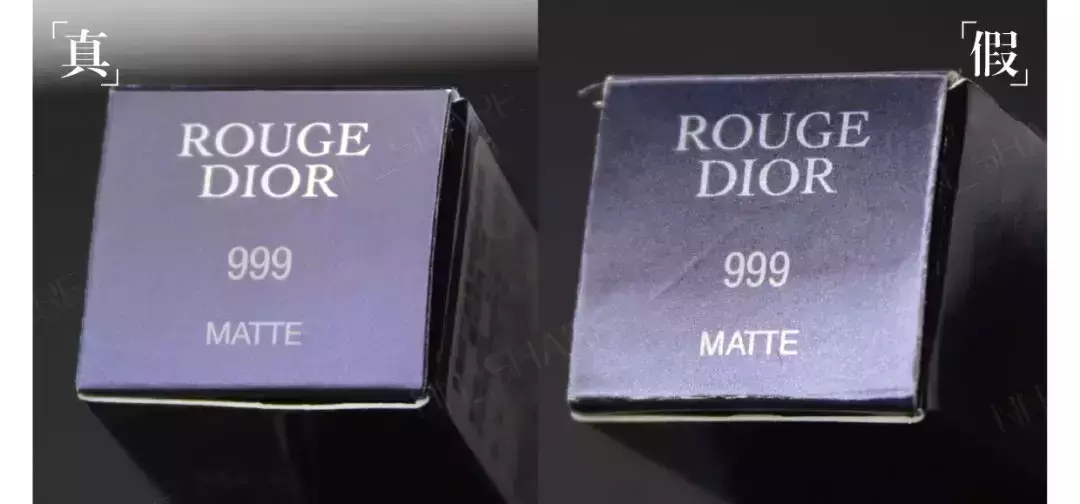 真
ROUGE
DIOR
999
MATTE
假
ROUGE
DIOR
999
MATTE